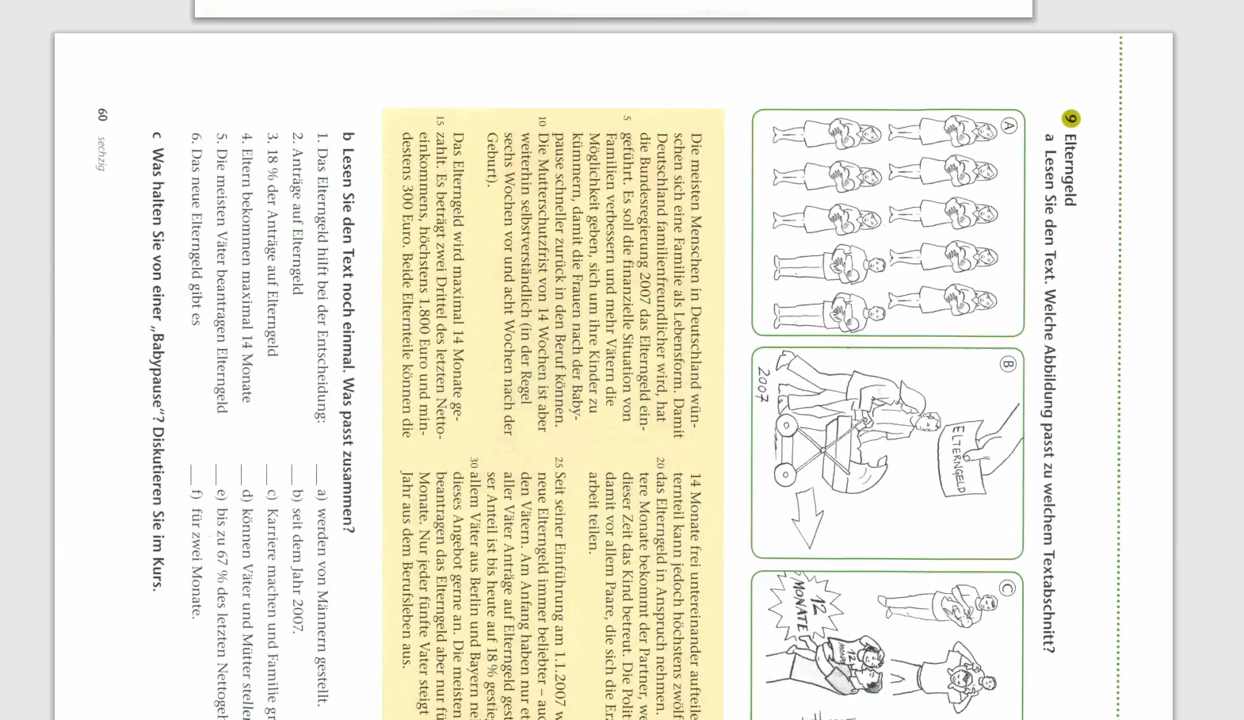 9 Elterngeld
a Lesen Sie den Text. Welche Abbildung passt zu welchem Textabschnitt?
A
B
ELTERNGELD
2007
C
12
MONATE
12
Die meisten Menschen in Deutschland wün-
schen sich eine Familie als Lebensform. Damit
Deutschland familienfreundlicher wird, hat
die Bundesregierung 2007 das Elterngeld ein-
5 geführt. Es soll die finanzielle Situation von
Familien verbessern und mehr Vätern die
Möglichkeit geben, sich um ihre Kinder zu
kümmern, damit die Frauen nach der Baby-
pause schneller zurück in den Beruf können.
10 Die Mutterschutzfrist von 14 Wochen ist aber
weiterhin selbstverständlich (in der Regel
sechs Wochen vor und acht Wochen nach der
Geburt).
Das Elterngeld wird maximal 14 Monate ge-
15 zahlt. Es beträgt zwei Drittel des letzten Netto-
einkommens, höchstens 1.800 Euro und min-
destens 300 Euro. Beide Elternteile können die
14 Monate frei untereinander aufteile
ternteil kann jedoch höchstens zwölf
20 das Elterngeld in Anspruch nehmen.
tere Monate bekommt der Partner, we
dieser Zeit das Kind betreut. Die Polit
damit vor allem Paare, die sich die Erz
arbeit teilen.
25 Seit seiner Einführung am 1.1.2007 w
neue Elterngeld immer beliebter – auc
den Vätern. Am Anfang haben nur et
aller Väter Anträge auf Elterngeld gest
ser Anteil ist bis heute auf 18 % gestie
30 allem Väter aus Berlin und Bayern ne
dieses Angebot gerne an. Die meisten
beantragen das Elterngeld aber nur fü
Monate. Nur jeder fünfte Vater steigt
Jahr aus dem Berufsleben aus.
b Lesen Sie den Text noch einmal. Was passt zusammen?
1. Das Elterngeld hilft bei der Entscheidung: ___ a) werden von Männern gestellt.
2. Anträge auf Elterngeld ___ b) seit dem Jahr 2007.
3. 18 % der Anträge auf Elterngeld ___ c) Karriere machen und Familie gr
4. Eltern bekommen maximal 14 Monate ___ d) können Väter und Mütter stelle
5. Die meisten Väter beantragen Elterngeld ___ e) bis zu 67 % des letzten Nettogeh
6. Das neue Elterngeld gibt es ___ f) für zwei Monate.
c Was halten Sie von einer „Babypause“? Diskutieren Sie im Kurs.
60 sechzig